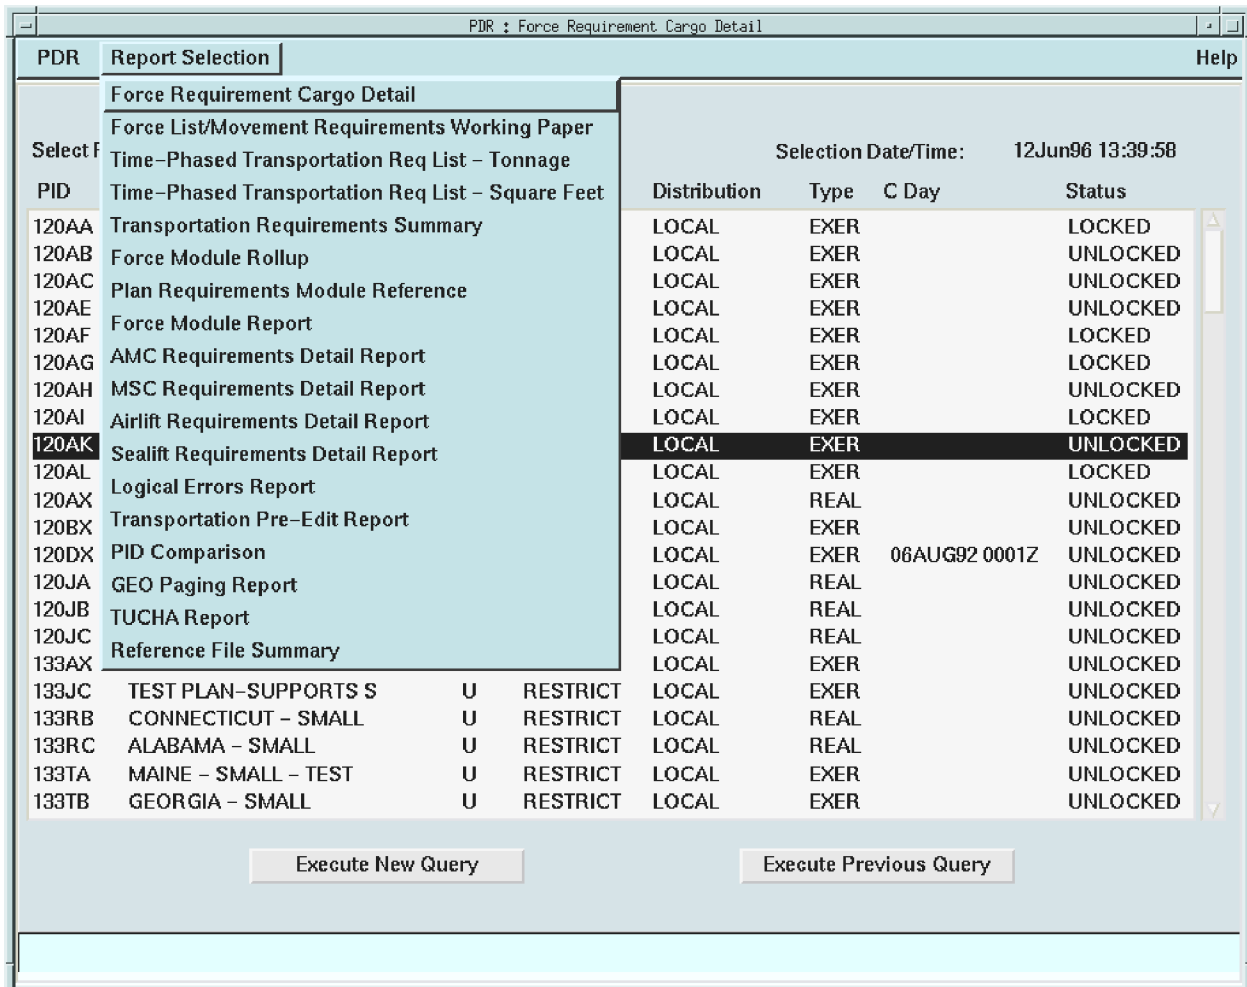 PDR : Force Requirement Cargo Detail
PDR Report Selection Help
Force Requirement Cargo Detail
Force List/Movement Requirements Working Paper
Select Selection Date/Time: 12Jun96 13:39:58
Time-Phased Transportation Req List - Tonnage
PID Time-Phased Transportation Req List - Square Feet Distribution Type C Day Status
120AA Transportation Requirements Summary LOCAL EXER LOCKED
120AB Force Module Rollup LOCAL EXER UNLOCKED
120AC Plan Requirements Module Reference LOCAL EXER UNLOCKED
120AE Force Module Report LOCAL EXER UNLOCKED
120AF LOCAL EXER LOCKED
120AG AMC Requirements Detail Report LOCAL EXER LOCKED
120AH MSC Requirements Detail Report LOCAL EXER UNLOCKED
120AI Airlift Requirements Detail Report LOCAL EXER LOCKED
120AK Sealift Requirements Detail Report LOCAL EXER UNLOCKED
120AL Logical Errors Report LOCAL EXER LOCKED
120AX LOCAL REAL UNLOCKED
120BX Transportation Pre-Edit Report LOCAL EXER UNLOCKED
120DX PID Comparison LOCAL EXER 06AUG92 0001Z UNLOCKED
120JA GEO Paging Report LOCAL REAL UNLOCKED
120JB TUCHA Report LOCAL REAL UNLOCKED
120JC Reference File Summary LOCAL REAL UNLOCKED
133AX LOCAL EXER UNLOCKED
133JC TEST PLAN-SUPPORTS S U RESTRICT LOCAL EXER UNLOCKED
133RB CONNECTICUT - SMALL U RESTRICT LOCAL REAL UNLOCKED
133RC ALABAMA - SMALL U RESTRICT LOCAL REAL UNLOCKED
133TA MAINE - SMALL - TEST U RESTRICT LOCAL EXER UNLOCKED
133TB GEORGIA - SMALL U RESTRICT LOCAL EXER UNLOCKED
Execute New Query Execute Previous Query